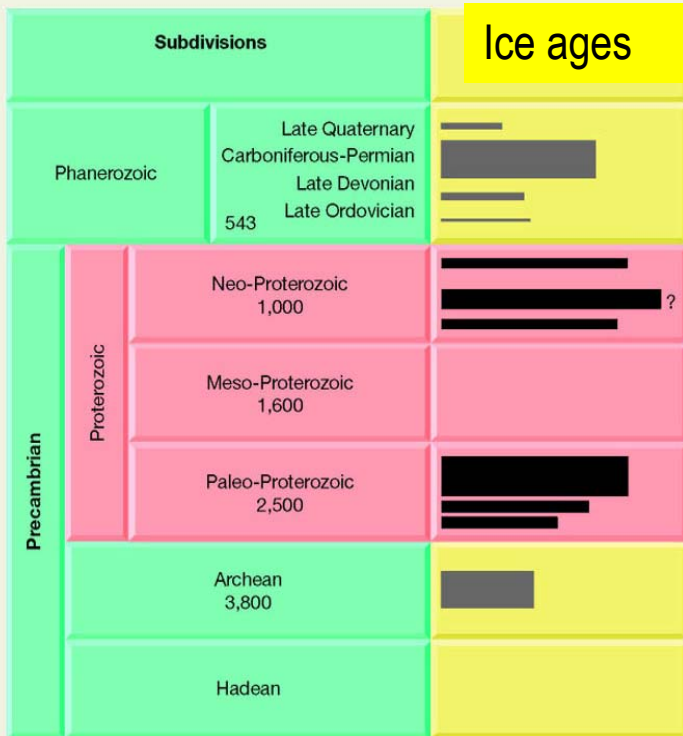 Subdivisions
Ice ages
Phanerozoic
Late Quaternary
Carboniferous-Permian
Late Devonian
Late Ordovician
543
Precambrian
Proterozoic
Neo-Proterozoic
1,000
?
Meso-Proterozoic
1,600
Paleo-Proterozoic
2,500
Archean
3,800
Hadean